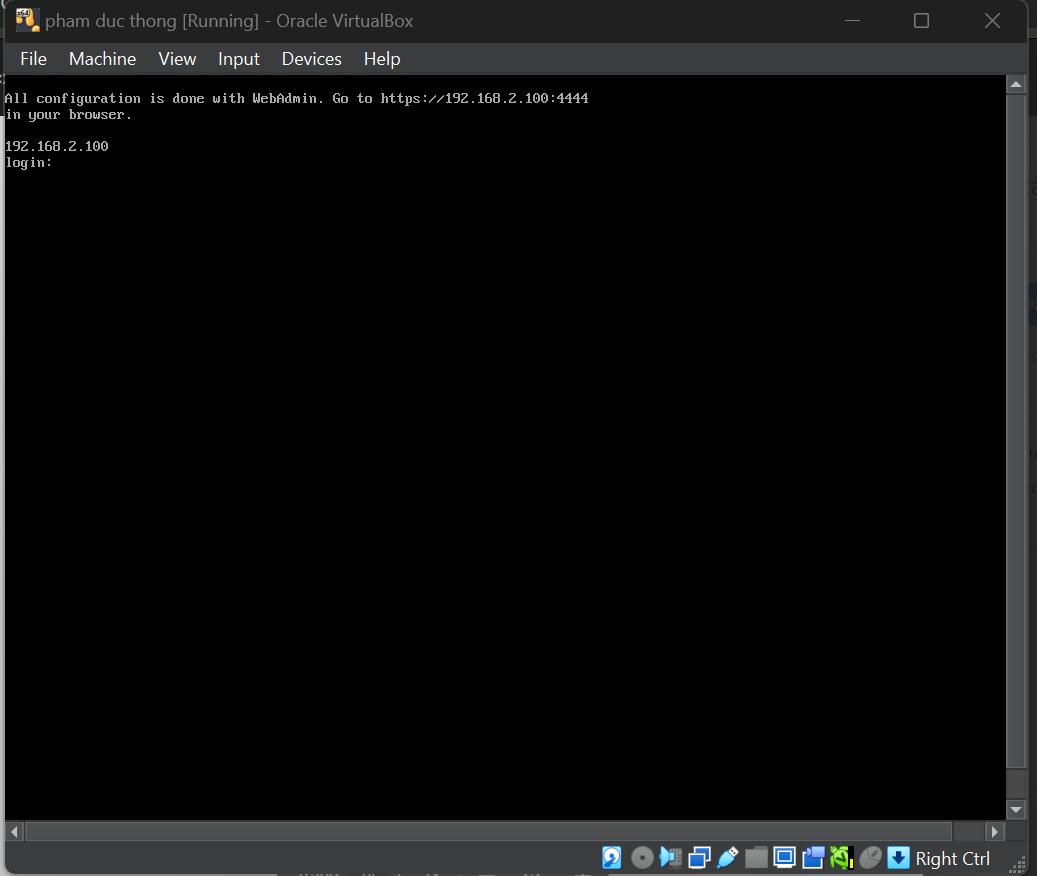 x64
pham duc thong [Running] - Oracle VirtualBox
File Machine View Input Devices Help
All configuration is done with WebAdmin. Go to https://192.168.2.100:4444
in your browser.
192.168.2.100
login:
Right Ctrl